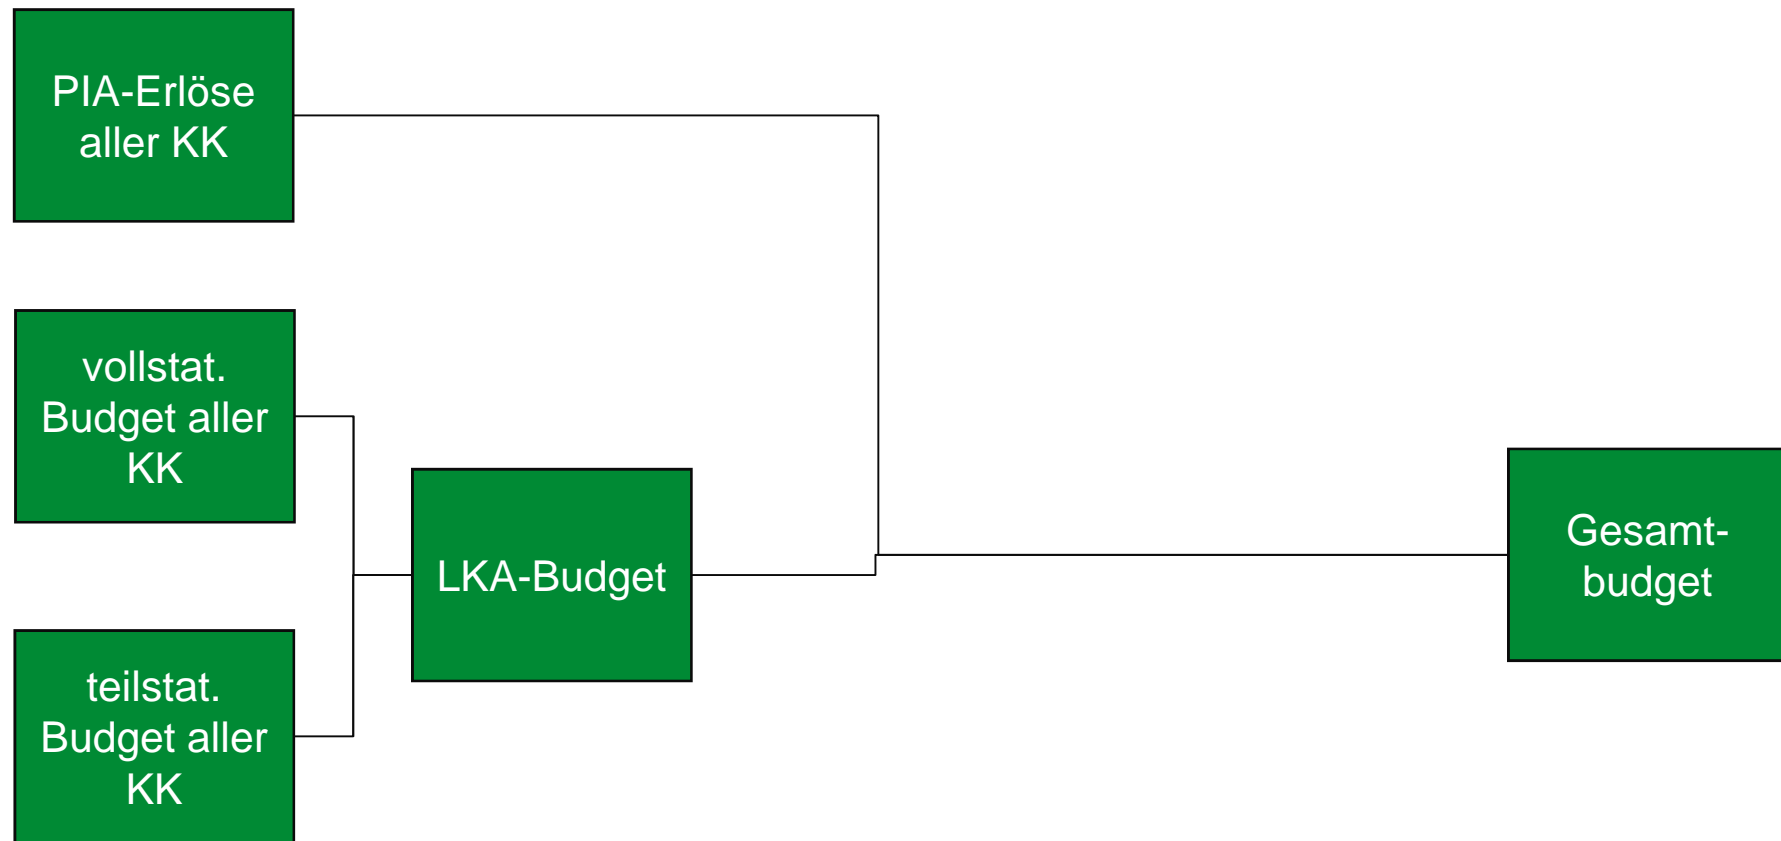 PIA-Erlöse
aller KK
vollstat.
Budget aller
KK
teilstat.
Budget aller
KK
LKA-Budget
Gesamt-
budget